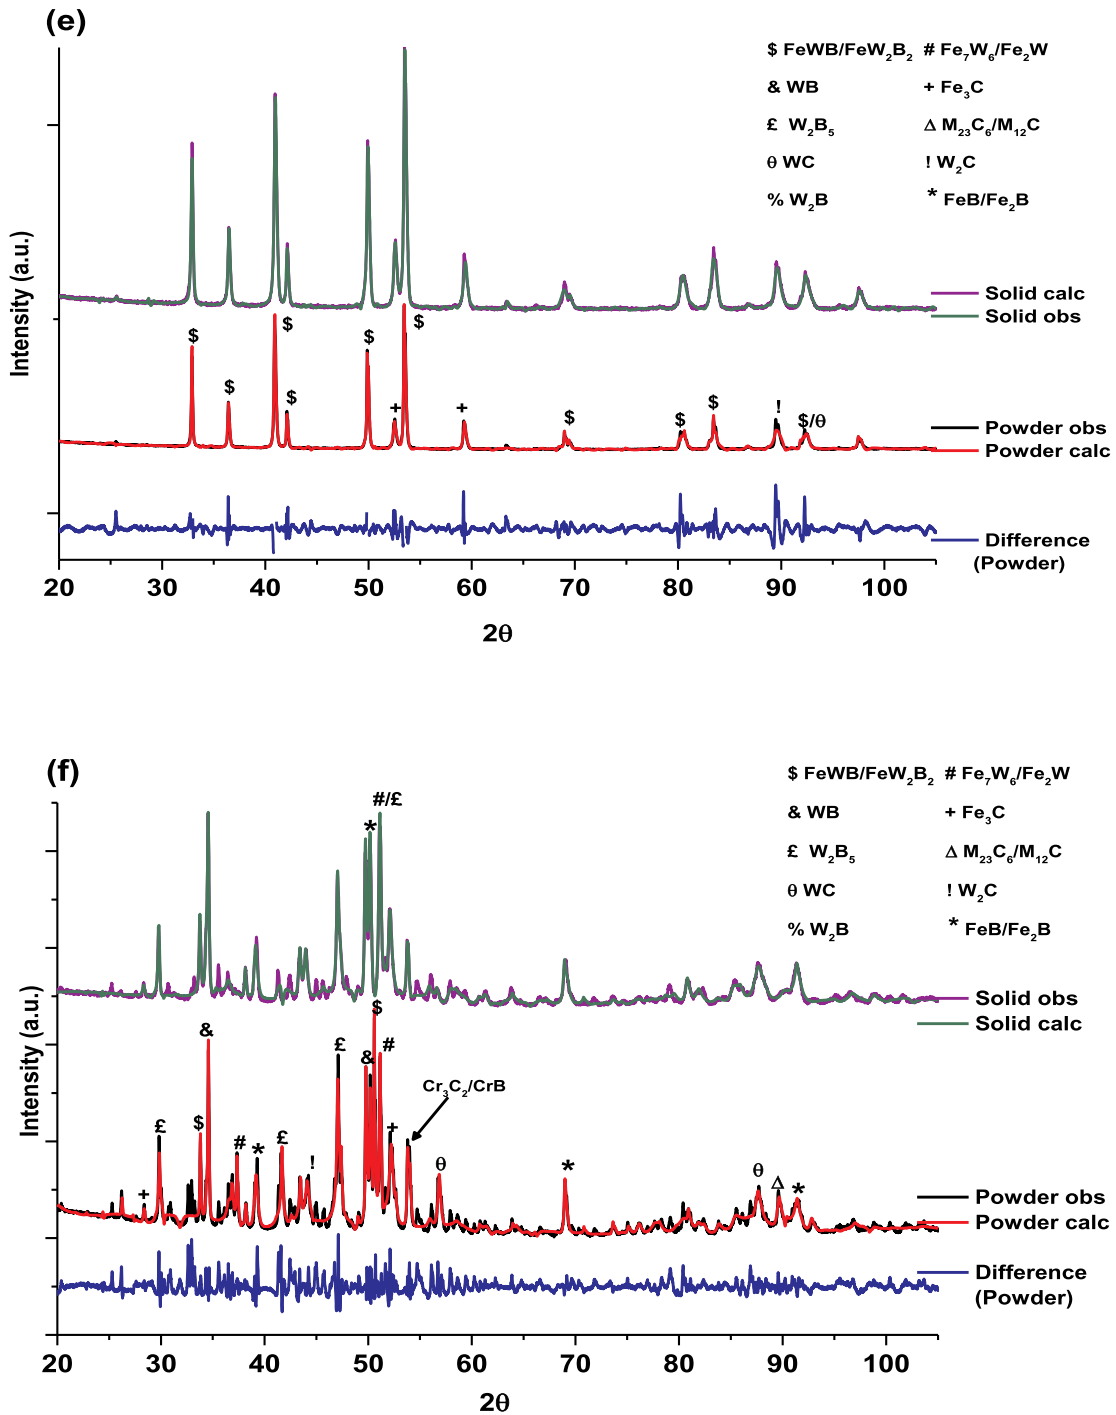 (e)
$ FeWB/FeW₂B₂ # Fe₇W₆/Fe₂W
& WB + Fe₃C
£ W₂B₅ Δ M₂₃C₆/M₁₂C
θ WC ! W₂C
% W₂B * FeB/Fe₂B
Intensity (a.u.)
Solid calc
Solid obs
$ $ $ $ $ + $ + $ $ $ ! $/θ
Powder obs
Powder calc
Difference
(Powder)
20 30 40 50 60 70 80 90 100
2θ
(f)
$ FeWB/FeW₂B₂ # Fe₇W₆/Fe₂W
& WB + Fe₃C
£ W₂B₅ Δ M₂₃C₆/M₁₂C
θ WC ! W₂C
% W₂B * FeB/Fe₂B
#/£
*
Intensity (a.u.)
Solid obs
Solid calc
+ £ $ & # * £ ! £ & $ # + θ * θ Δ *
Cr₃C₂/CrB
Powder obs
Powder calc
Difference
(Powder)
20 30 40 50 60 70 80 90 100
2θ